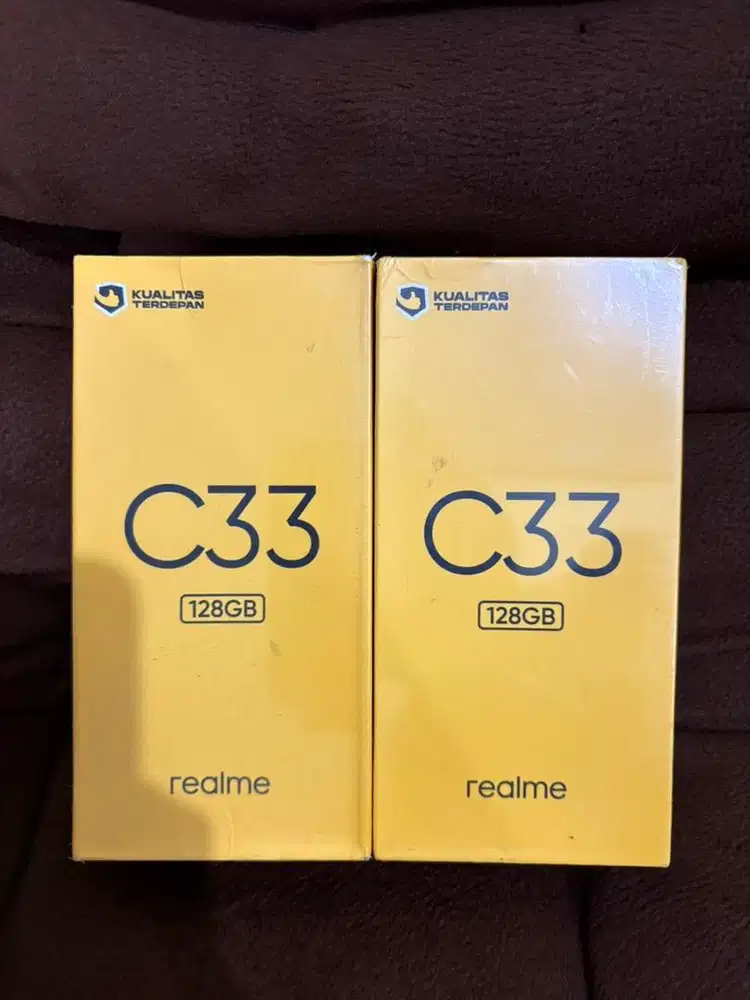 KUALITAS
TERDEPAN
C33
128GB
realme
KUALITAS
TERDEPAN
C33
128GB
realme